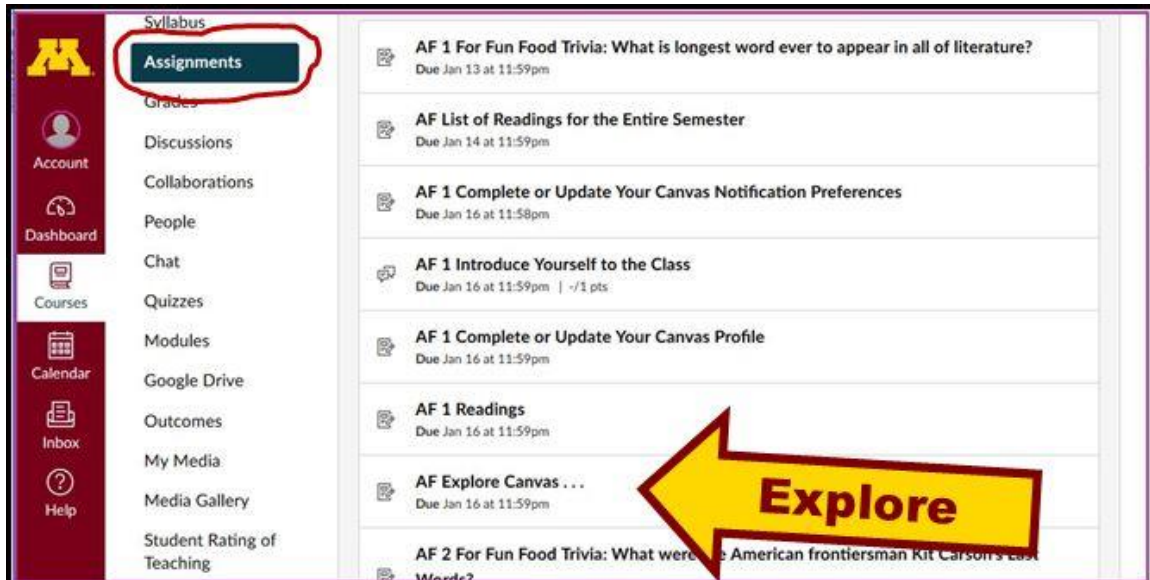 Syllabus
Assignments
Grades
Discussions
Collaborations
People
Chat
Quizzes
Modules
Google Drive
Outcomes
My Media
Media Gallery
Student Rating of
Teaching
M
Account
Dashboard
Courses
Calendar
Inbox
Help
AF 1 For Fun Food Trivia: What is longest word ever to appear in all of literature?
Due Jan 13 at 11:59pm
AF List of Readings for the Entire Semester
Due Jan 14 at 11:59pm
AF 1 Complete or Update Your Canvas Notification Preferences
Due Jan 16 at 11:58pm
AF 1 Introduce Yourself to the Class
Due Jan 16 at 11:59pm | -/1 pts
AF 1 Complete or Update Your Canvas Profile
Due Jan 16 at 11:59pm
AF 1 Readings
Due Jan 16 at 11:59pm
AF Explore Canvas . . .
Due Jan 16 at 11:59pm
Explore
AF 2 For Fun Food Trivia: What were American frontiersman Kit Carson's Last
Words?